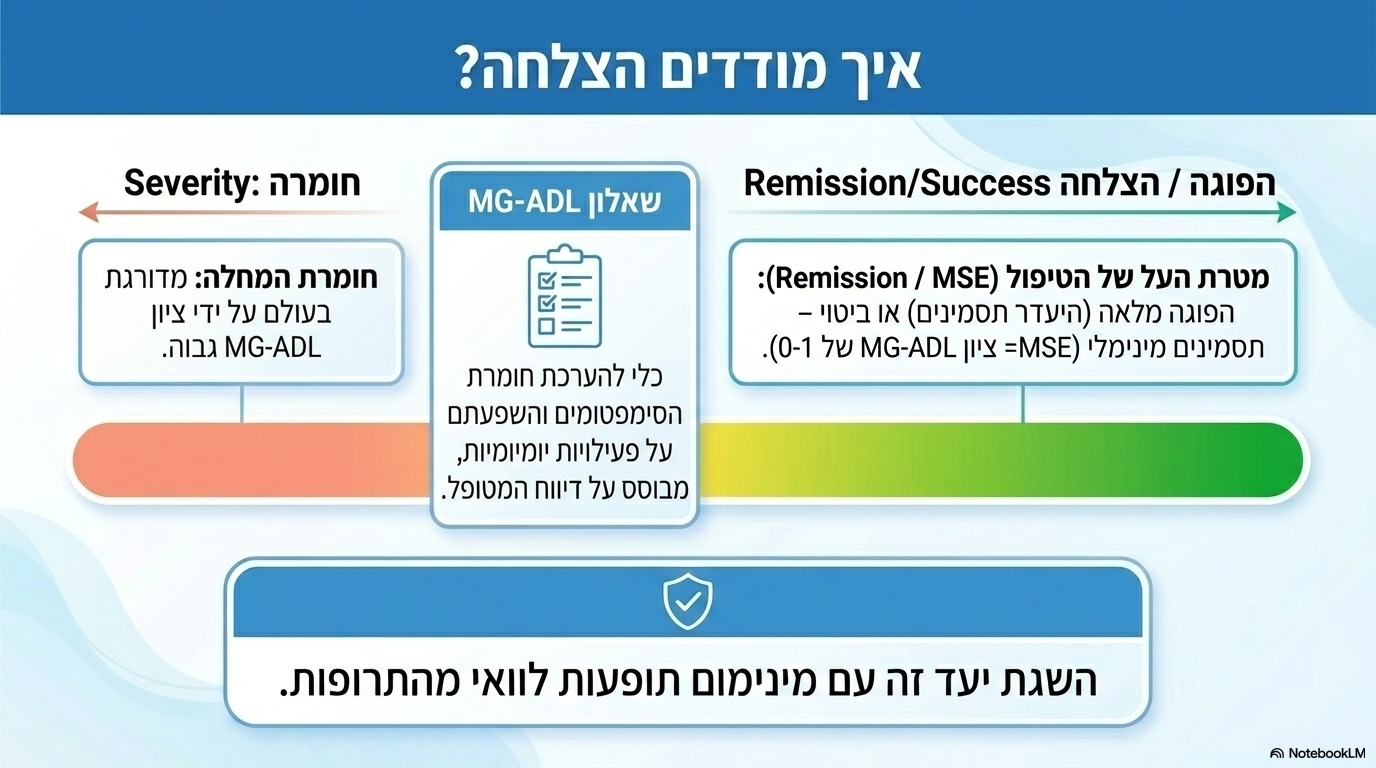 איך מודדים הצלחה?
הפוגה / הצלחה Remission/Success
מטרת העל של הטיפול (Remission / MSE):
הפוגה מלאה (היעדר תסמינים) או ביטוי –
תסמינים מינימלי (MSE= ציון MG-ADL של 0-1).
שאלון MG-ADL
כלי להערכת חומרת
הסימפטומים והשפעתם
על פעילויות יומיומיות,
מבוסס על דיווח המטופל.
חומרה :Severity
חומרת המחלה: מדורגת
בעולם על ידי ציון
MG-ADL גבוה.
השגת יעד זה עם מינימום תופעות לוואי מהתרופות.
NotebookLM